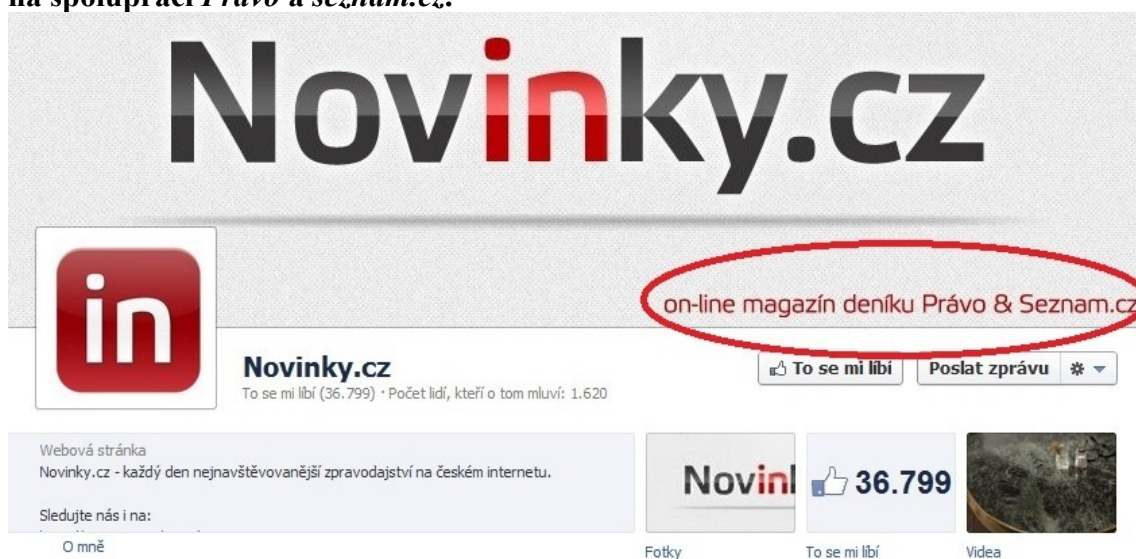 na spolupráci Právo a seznam.cz.
Novinky.cz
in
on-line magazín deníku Právo & Seznam.cz
Novinky.cz
To se mi líbí (36.799) · Počet lidí, kteří o tom mluví: 1.620
To se mi líbí
Poslat zprávu
Webová stránka
Novinky.cz - každý den nejnavštěvovanější zpravodajství na českém internetu.
Sledujte nás i na:
O mně
Novin
36.799
Fotky
To se mi líbí
Videa